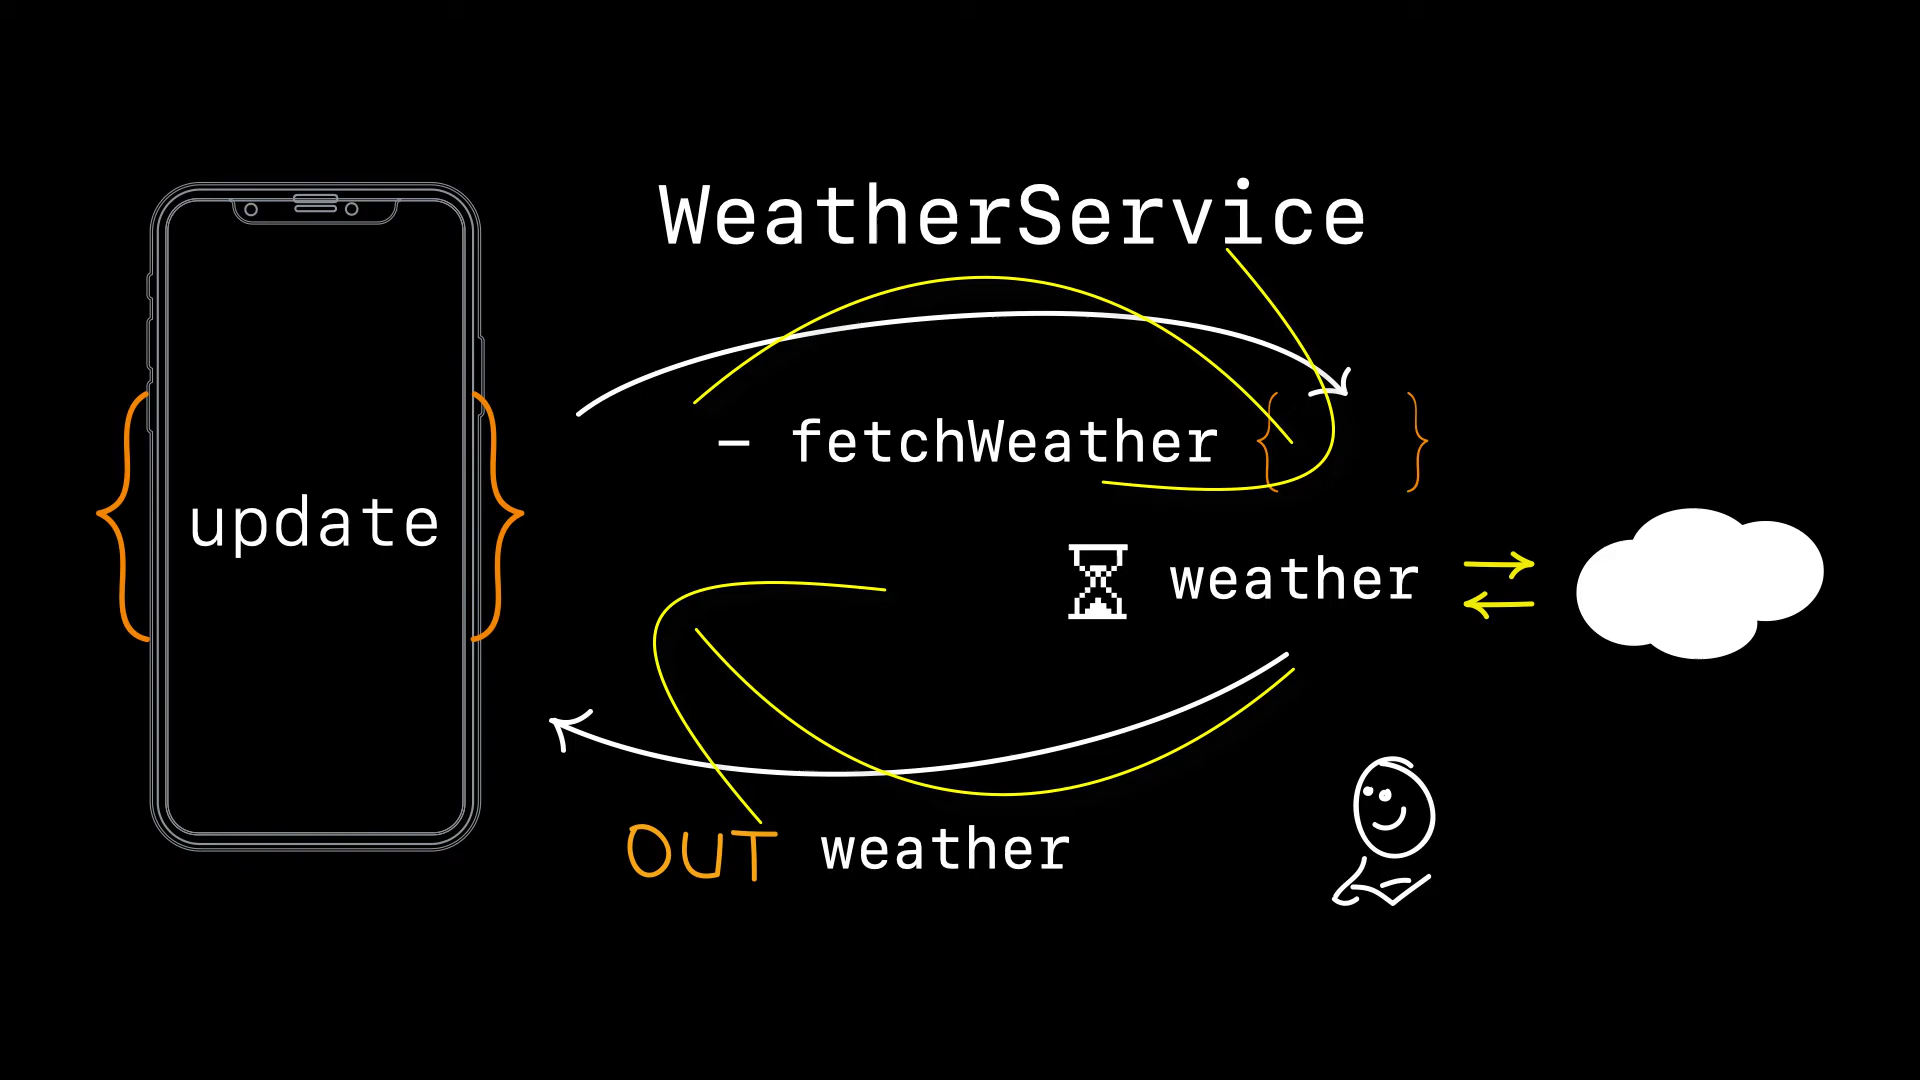 WeatherService
- fetchWeather { }
{ update }
weather
OUT weather